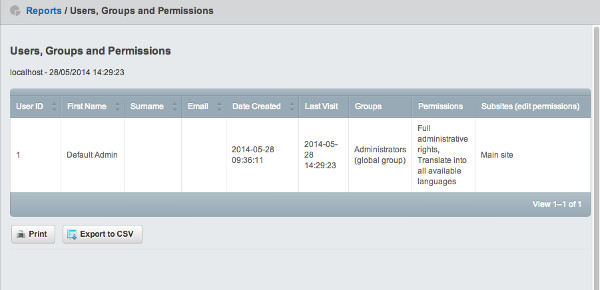 Reports / Users, Groups and Permissions
Users, Groups and Permissions
localhost - 28/05/2014 14:29:23
User ID First Name Surname Email Date Created Last Visit Groups Permissions Subsites (edit permissions)
1 Default Admin 2014-05-28 09:36:11 2014-05-28 14:29:23 Administrators (global group) Full administrative rights, Translate into all available languages Main site
View 1–1 of 1
Print Export to CSV